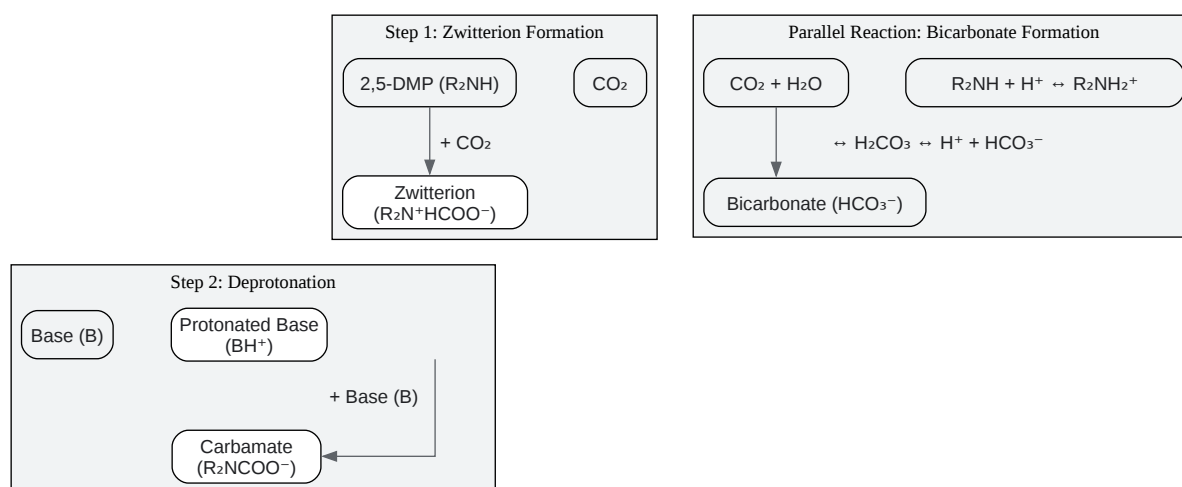 Step 1: Zwitterion Formation
2,5-DMP (R₂NH)
CO₂
+ CO₂
Zwitterion
(R₂N⁺HCOO⁻)
Parallel Reaction: Bicarbonate Formation
CO₂ + H₂O
R₂NH + H⁺ ↔ R₂NH₂⁺
↔ H₂CO₃ ↔ H⁺ + HCO₃⁻
Bicarbonate (HCO₃⁻)
Step 2: Deprotonation
Base (B)
Protonated Base
(BH⁺)
+ Base (B)
Carbamate
(R₂NCOO⁻)